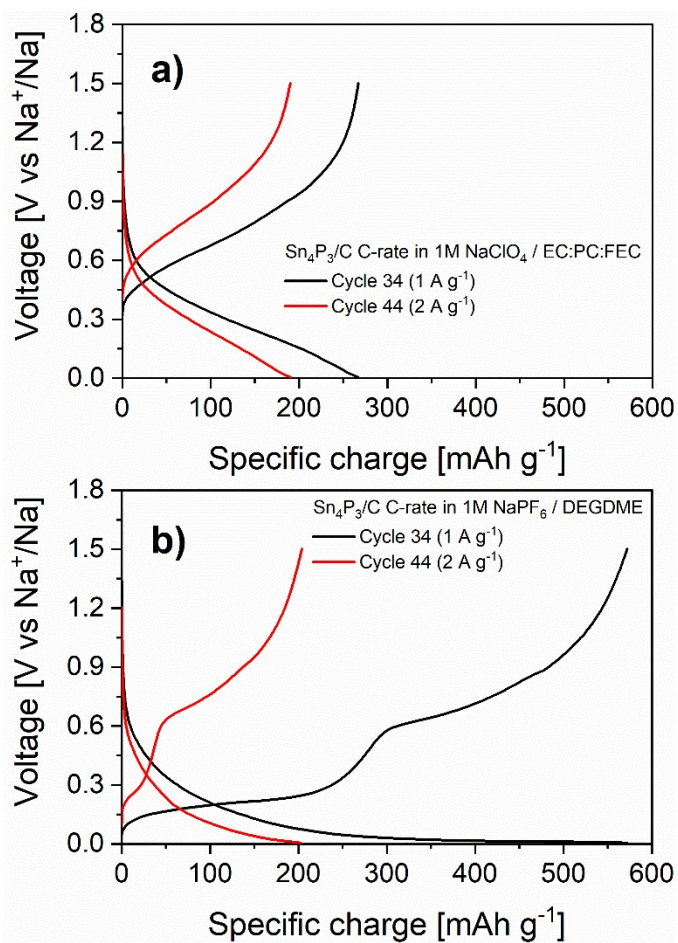 a)
Voltage [V vs Na⁺/Na]
1.8
1.5
1.2
0.9
0.6
0.3
0.0
Sn₄P₃/C C-rate in 1M NaClO₄ / EC:PC:FEC
Cycle 34 (1 A g⁻¹)
Cycle 44 (2 A g⁻¹)
0 100 200 300 400 500 600
Specific charge [mAh g⁻¹]
b)
Voltage [V vs Na⁺/Na]
1.8
1.5
1.2
0.9
0.6
0.3
0.0
Sn₄P₃/C C-rate in 1M NaPF₆ / DEGDME
Cycle 34 (1 A g⁻¹)
Cycle 44 (2 A g⁻¹)
0 100 200 300 400 500 600
Specific charge [mAh g⁻¹]